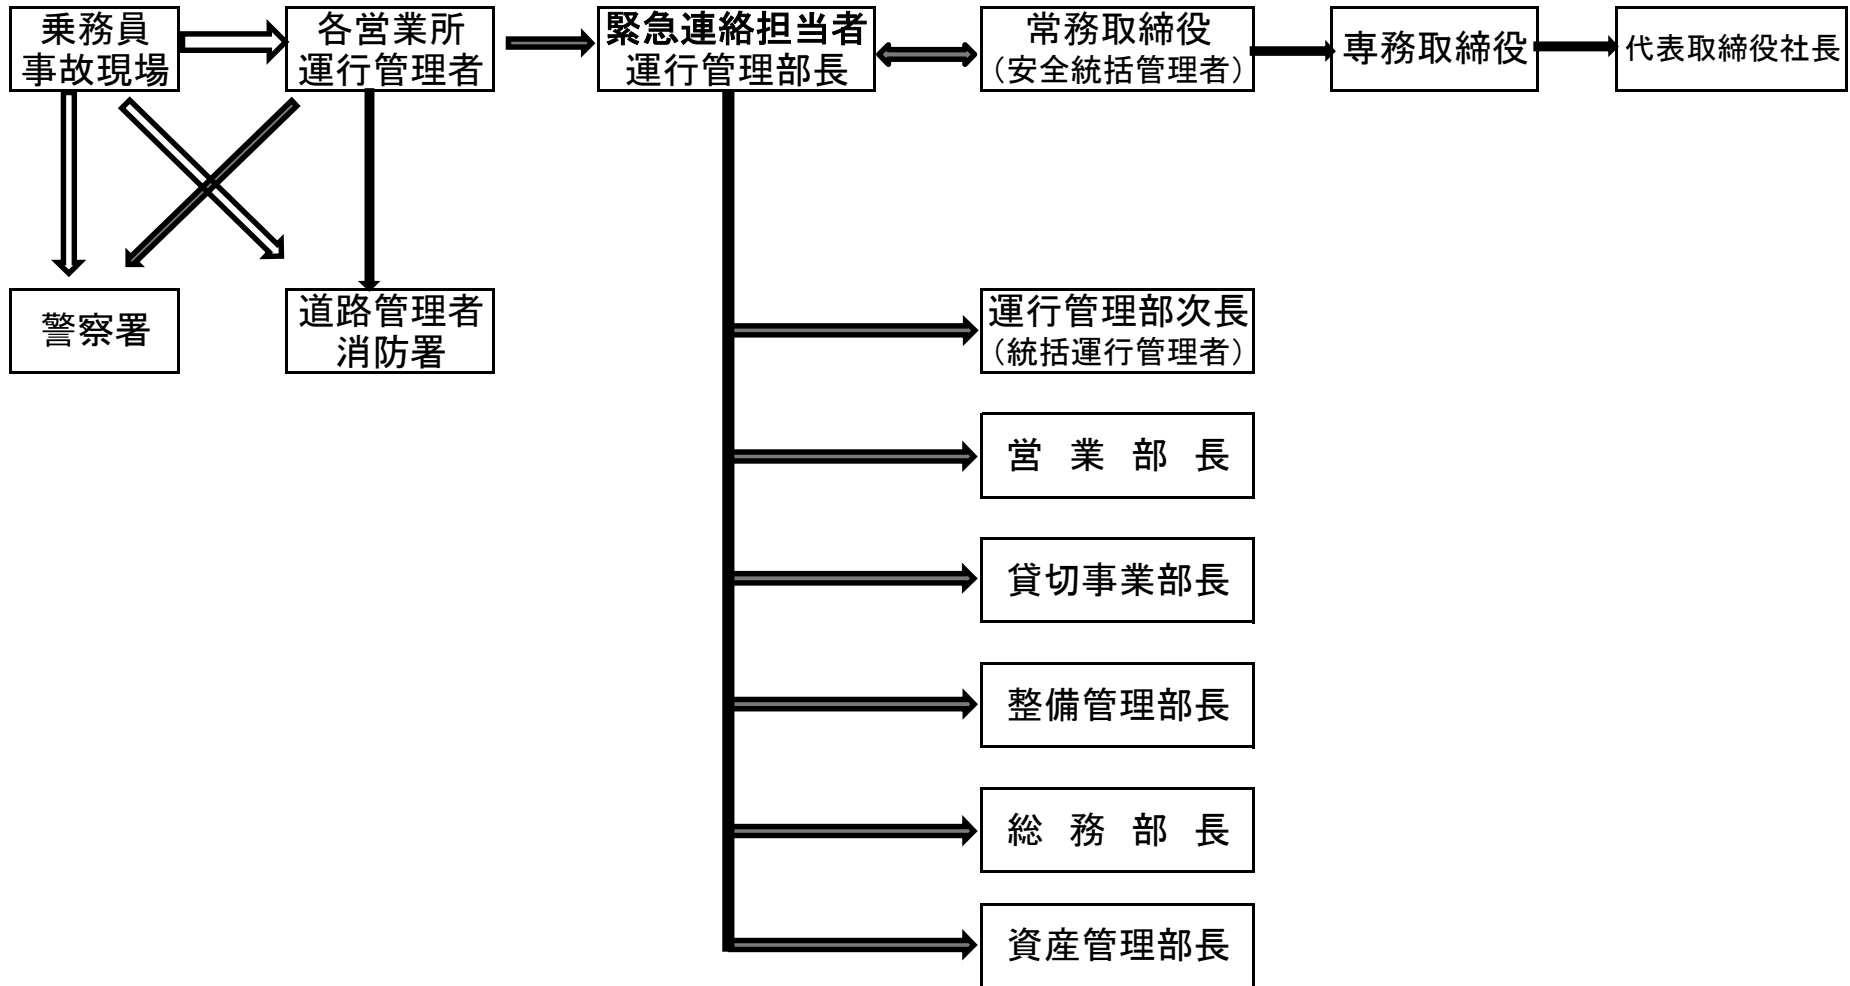 乗務員
事故現場
各営業所
運行管理者
緊急連絡担当者
運行管理部長
常務取締役
（安全統括管理者）
専務取締役
代表取締役社長
警察署
道路管理者
消防署
運行管理部次長
（統括運行管理者）
営 業 部 長
貸切事業部長
整備管理部長
総 務 部 長
資産管理部長